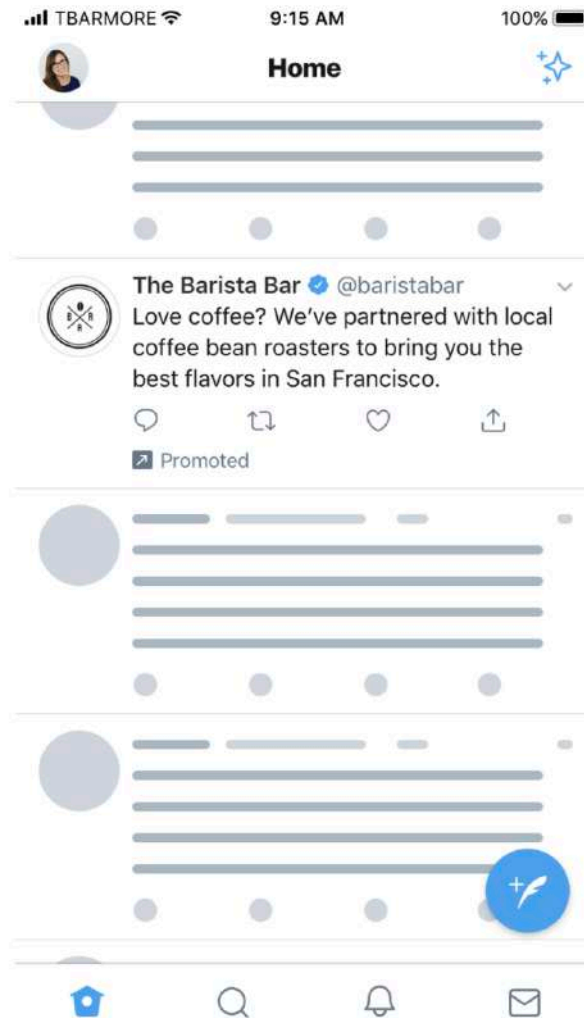 TBARMORE 9:15 AM 100%
Home
The Barista Bar @baristabar
Love coffee? We’ve partnered with local
coffee bean roasters to bring you the
best flavors in San Francisco.
Promoted